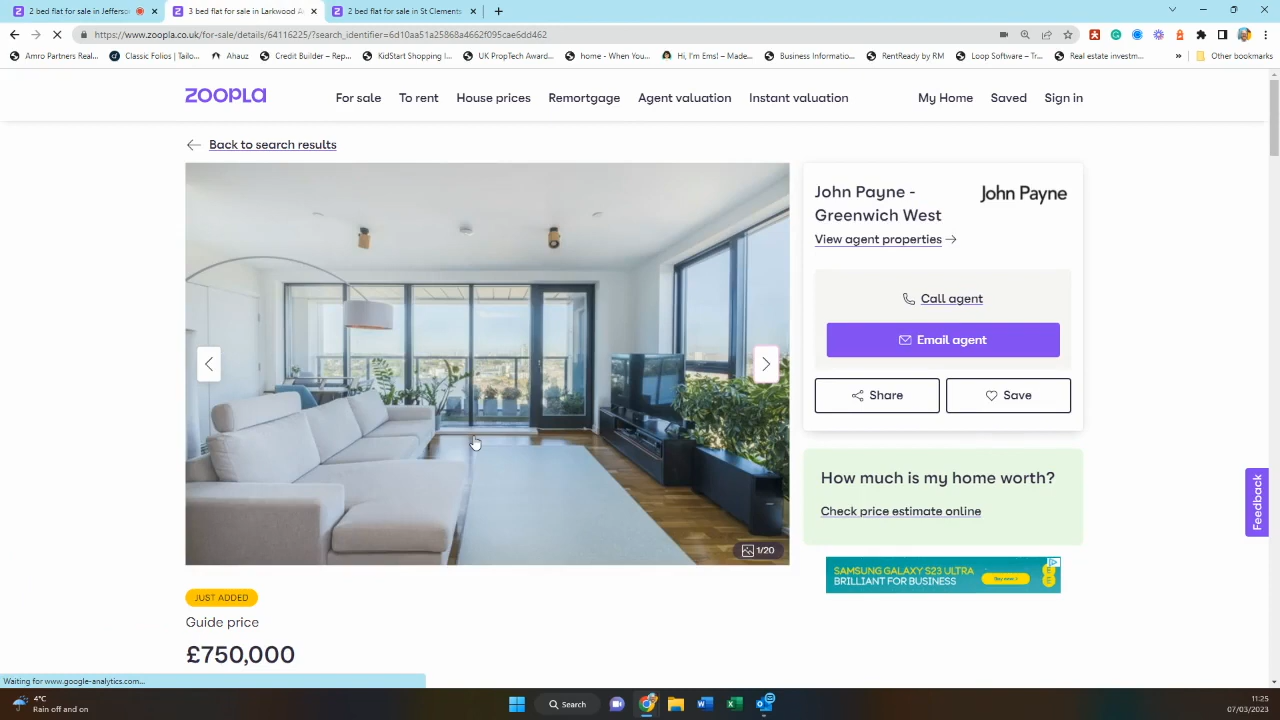 2 bed flat for sale in Jefferso
3 bed flat for sale in Larkwood A
2 bed flat for sale in St Clements
https://www.zoopla.co.uk/for-sale/details/64116225/?search_identifier=6d10aa51a25868a4662f095cae6dd462
Amro Partners Real...
Classic Folios | Tailo...
Ahauz
Credit Builder - Rep...
KidStart Shopping I...
UK PropTech Award...
home - When You...
Hi, I'm Ems! – Made...
Business Informatio...
RentReady by RM
Loop Software – Tr...
Real estate investm...
Other bookmarks
ZOOPLA
For sale
To rent
House prices
Remortgage
Agent valuation
Instant valuation
My Home
Saved
Sign in
Back to search results
John Payne -
Greenwich West
John Payne
View agent properties
Call agent
Email agent
Share
Save
How much is my home worth?
Check price estimate online
Feedback
1/20
SAMSUNG GALAXY S23 ULTRA
BRILLIANT FOR BUSINESS
Buy now >
JUST ADDED
Guide price
£750,000
Waiting for www.google-analytics.com...
4°C
Rain off and on
Search
11:25
07/03/2023